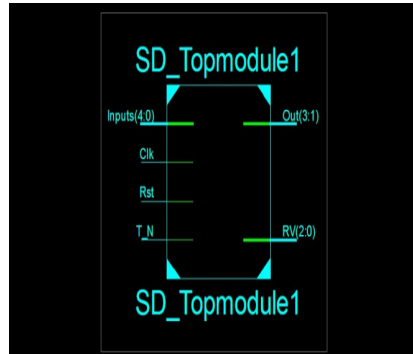 SD_Topmodule1
Inputs(4:0) Out(3:1)
Clk
Rst
T_N RV(2:0)
SD_Topmodule1